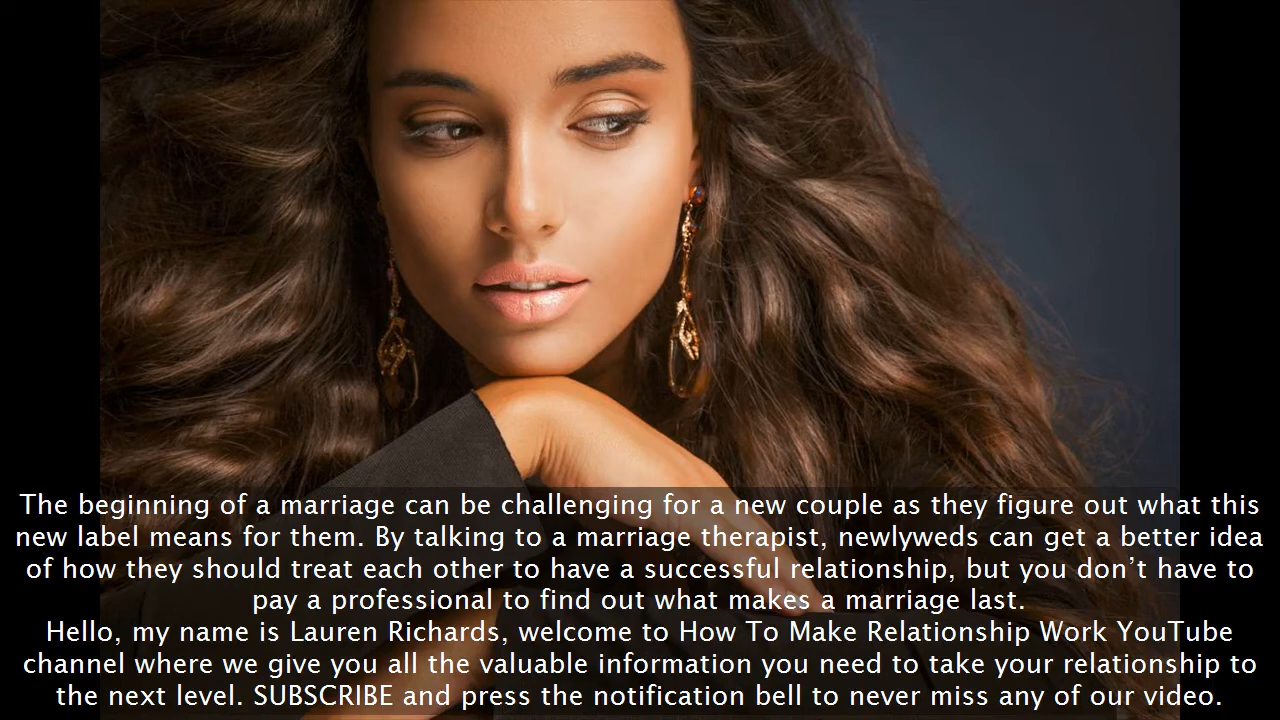 The beginning of a marriage can be challenging for a new couple as they figure out what this
new label means for them. By talking to a marriage therapist, newlyweds can get a better idea
of how they should treat each other to have a successful relationship, but you don’t have to
pay a professional to find out what makes a marriage last.
Hello, my name is Lauren Richards, welcome to How To Make Relationship Work YouTube
channel where we give you all the valuable information you need to take your relationship to
the next level. SUBSCRIBE and press the notification bell to never miss any of our video.